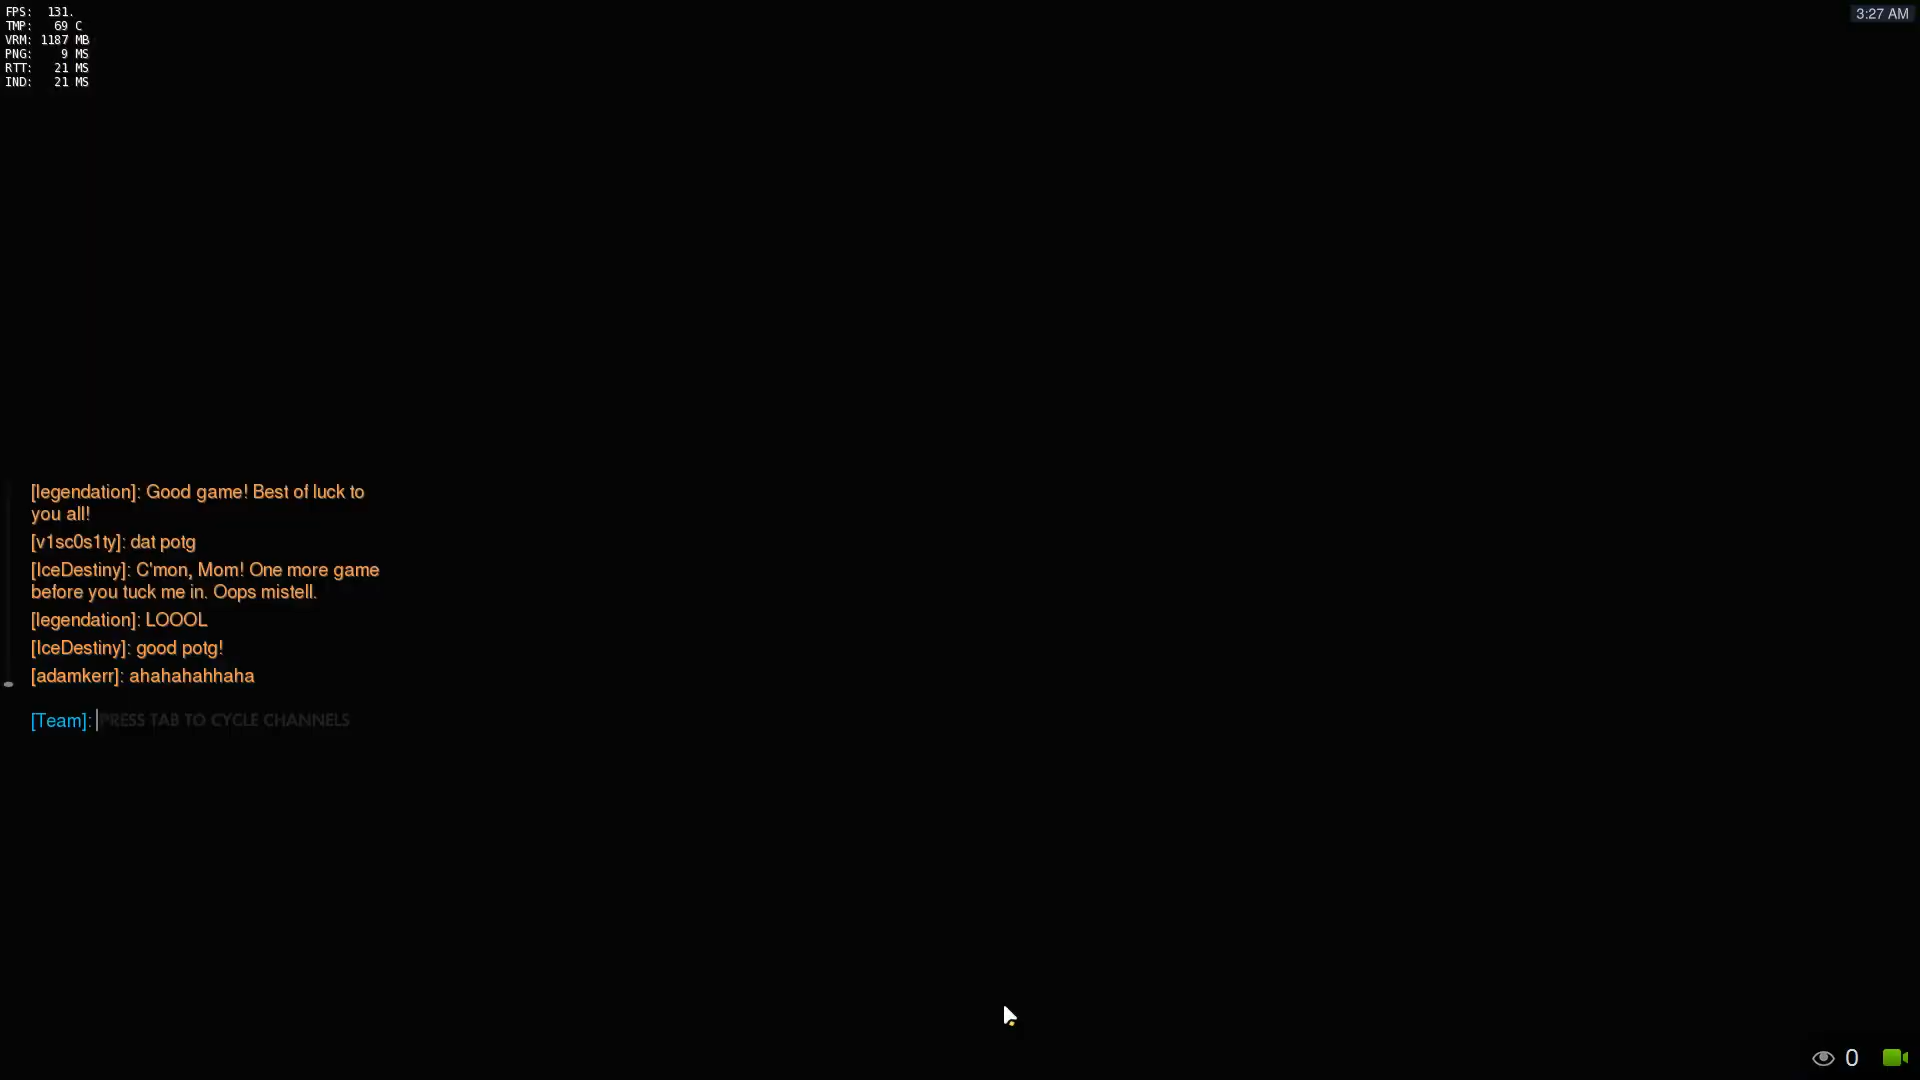 FPS: 131.
TMP: 69 C
VRM: 1187 MB
PNG: 9 MS
RTT: 21 MS
IND: 21 MS
3:27 AM
[legendation]: Good game! Best of luck to
you all!
[v1sc0s1ty]: dat potg
[IceDestiny]: C'mon, Mom! One more game
before you tuck me in. Oops mistell.
[legendation]: LOOOL
[IceDestiny]: good potg!
[adamkerr]: ahahahahhaha
[Team]: PRESS TAB TO CYCLE CHANNELS
0